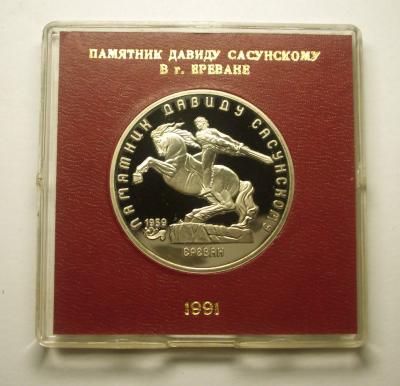 ПАМЯТНИК ДАВИДУ САСУНСКОМУ
В г. ЕРЕВАНЕ
ПАМЯТНИК ДАВИДУ САСУНСКОМУ
1959
ЕРЕВАН
1991